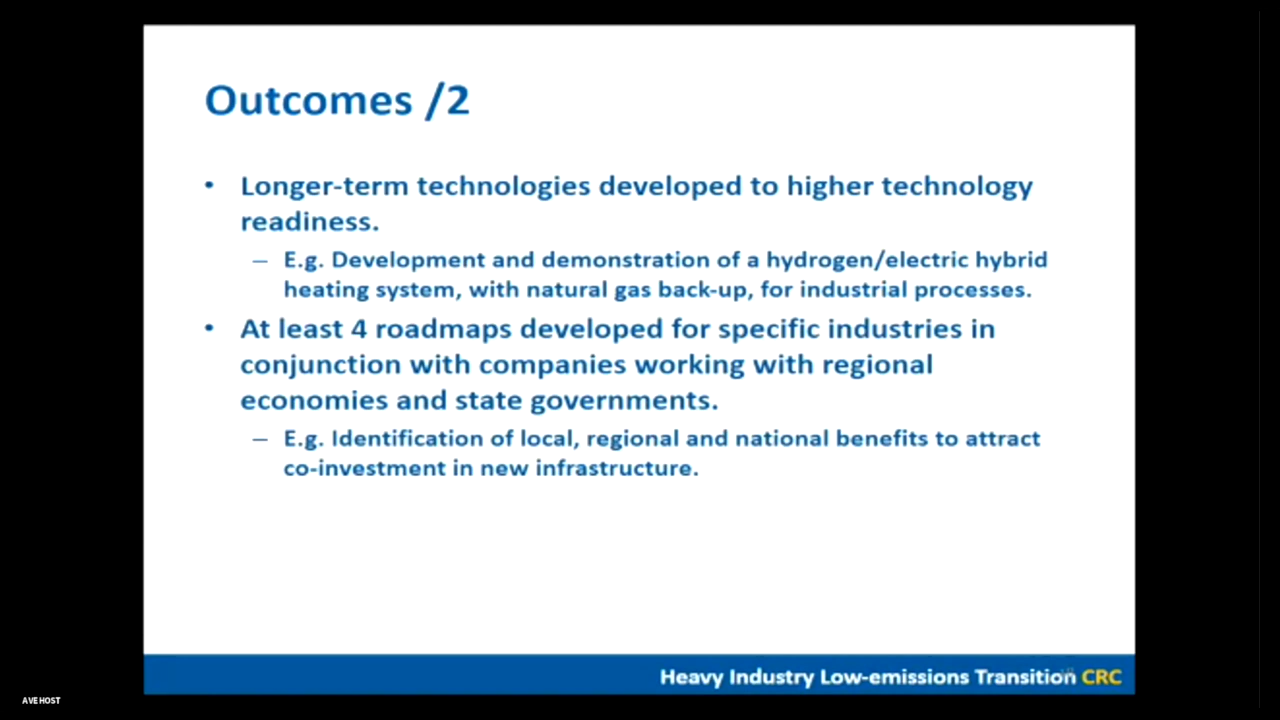 Outcomes /2
• Longer-term technologies developed to higher technology
readiness.
– E.g. Development and demonstration of a hydrogen/electric hybrid
heating system, with natural gas back-up, for industrial processes.
• At least 4 roadmaps developed for specific industries in
conjunction with companies working with regional
economies and state governments.
– E.g. Identification of local, regional and national benefits to attract
co-investment in new infrastructure.
Heavy Industry Low-emissions Transition CRC
AVE HOST